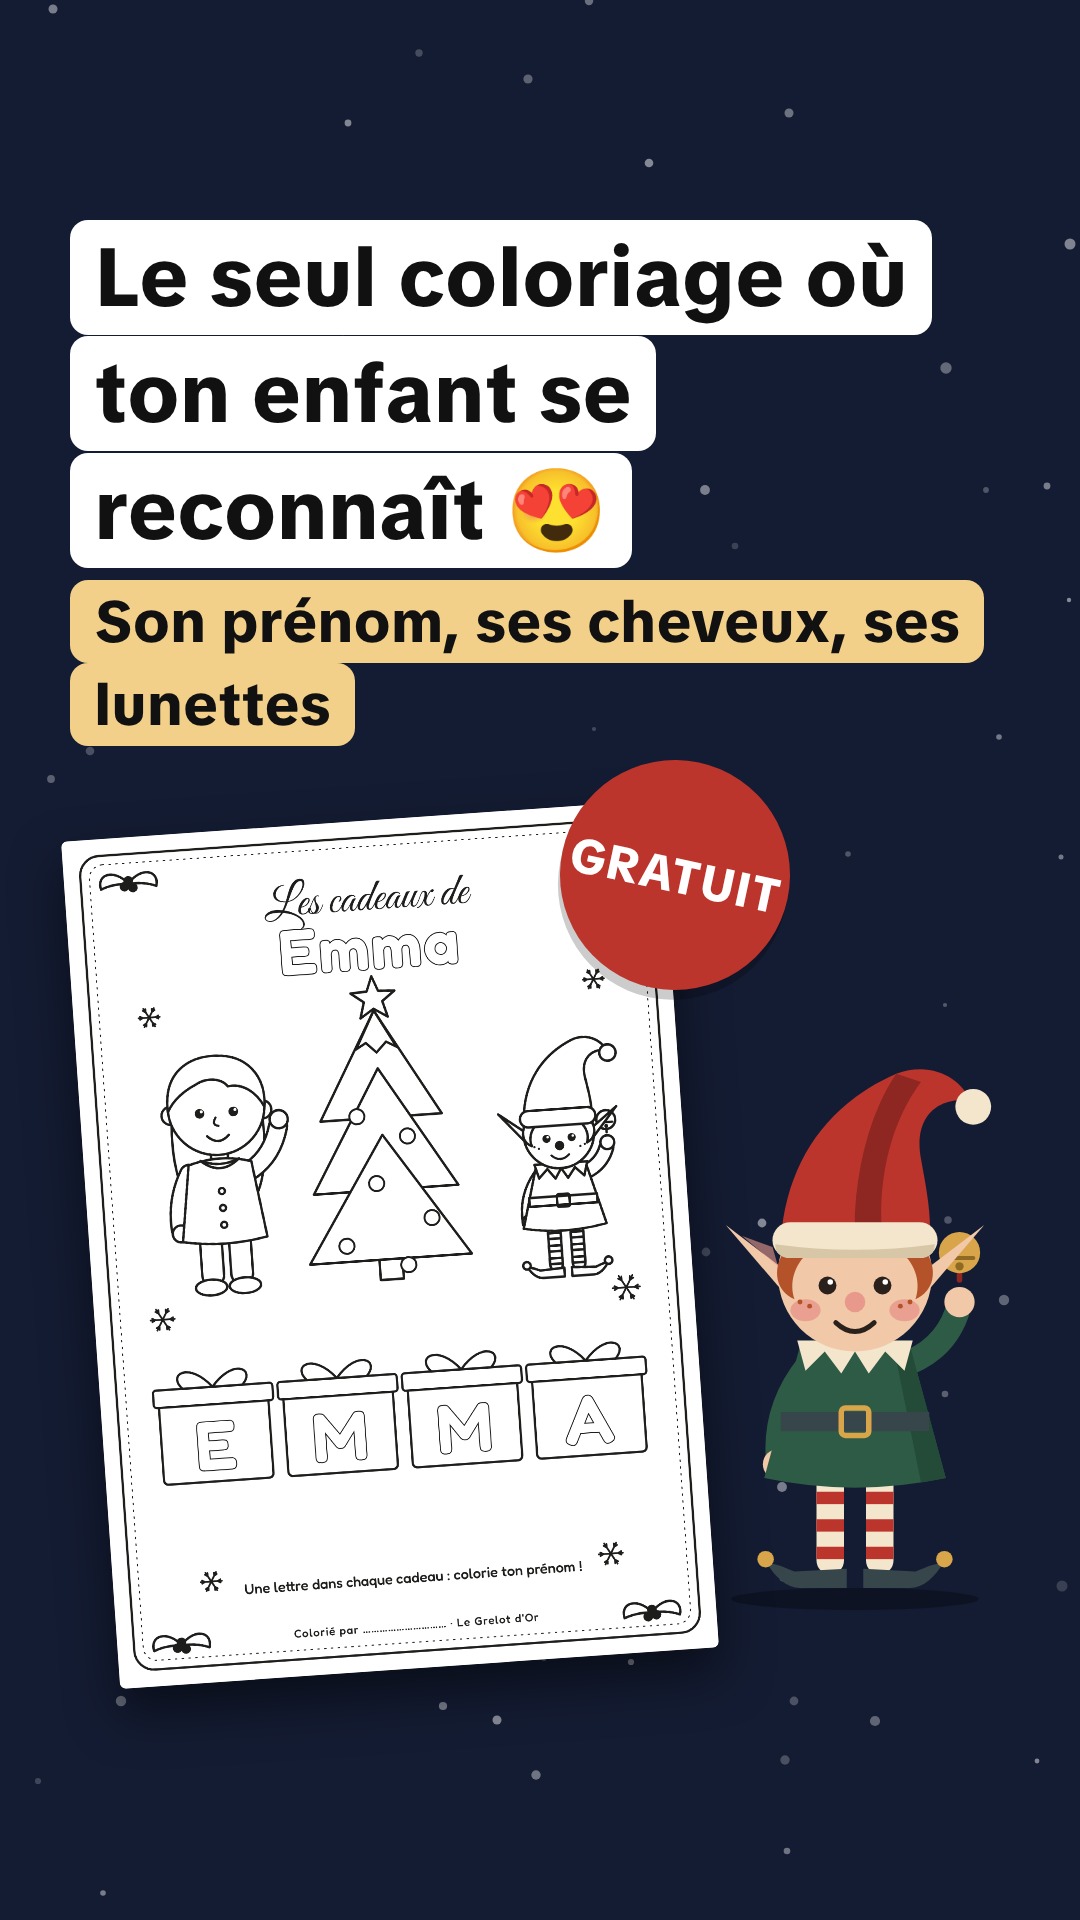 Le seul coloriage où
ton enfant se
reconnaît 😍
Son prénom, ses cheveux, ses
lunettes
GRATUIT
Les cadeaux de
Emma
E M M A
Une lettre dans chaque cadeau : colorie ton prénom !
Colorié par .............................. · Le Grelot d'Or